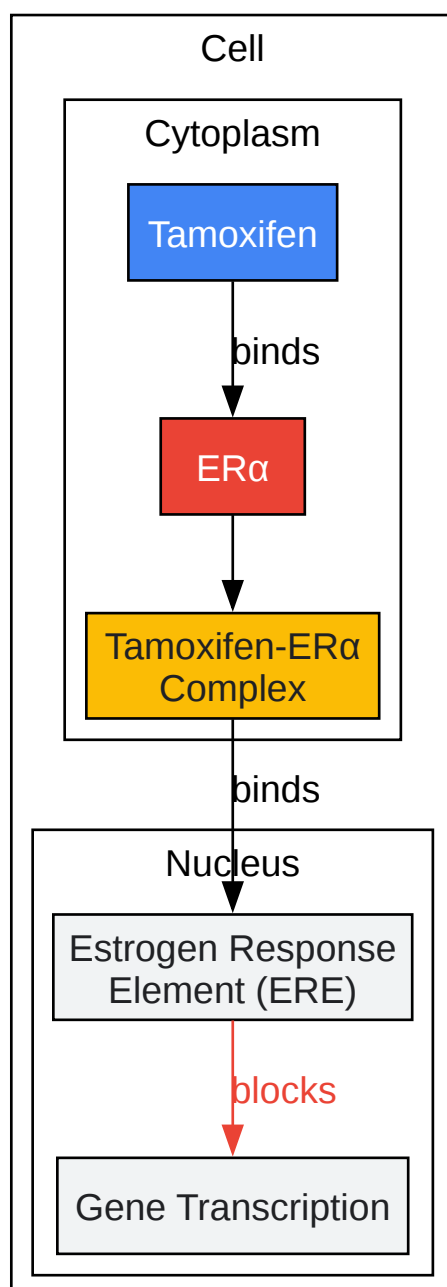 Cell
Cytoplasm
Tamoxifen
binds
ERα
Tamoxifen-ERα
Complex
binds
Nucleus
Estrogen Response
Element (ERE)
blocks
Gene Transcription